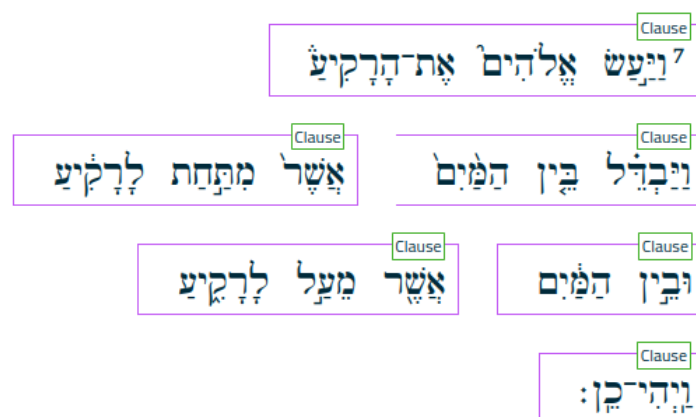 Clause
7 וַיַּ֣עַשׂ אֱלֹהִים֮ אֶת־הָרָקִיעַ֒
Clause Clause
וַיַּבְדֵּ֗ל בֵּ֤ין הַמַּ֙יִם֙ אֲשֶׁר֙ מִתַּ֣חַת לָרָקִ֔יעַ
Clause Clause
וּבֵ֣ין הַמַּ֔יִם אֲשֶׁ֖ר מֵעַ֣ל לָרָקִ֑יעַ
Clause
וַֽיְהִי־כֵֽן׃